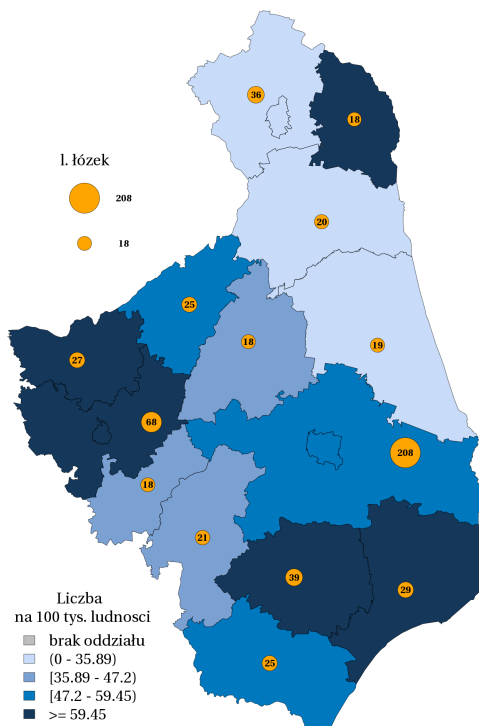 36
18
l. łózek
208
18
20
25
18
19
27
68
208
18
21
39
29
Liczba
na 100 tys. ludnosci
brak oddziału
(0 - 35.89)
[35.89 - 47.2)
[47.2 - 59.45)
>= 59.45
25